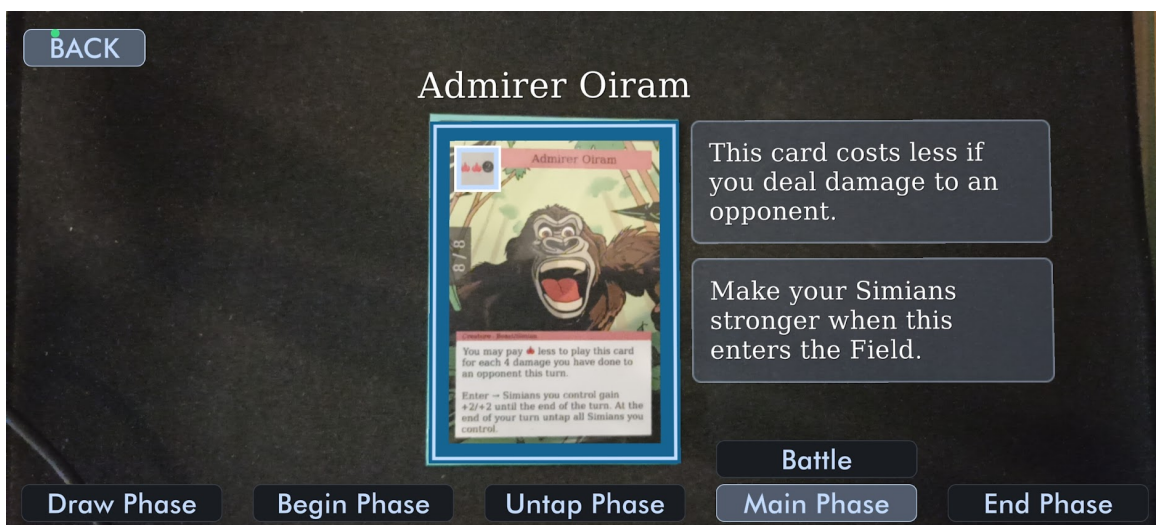 BACK
Admirer Oiram
Admirer Oiram
2
8/8
Creature- Beast/Simian
You may pay less to play this card
for each 4 damage you have done to
an opponent this turn.
Enter → Simians you control gain
+2/+2 until the end of the turn. At the
end of your turn untap all Simians you
control.
This card costs less if
you deal damage to an
opponent.
Make your Simians
stronger when this
enters the Field.
Battle
Draw Phase
Begin Phase
Untap Phase
Main Phase
End Phase